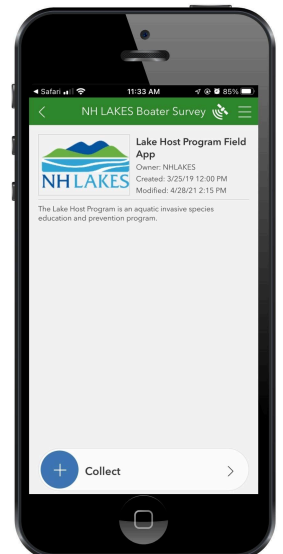 Safari 11:33 AM 85%
NH LAKES Boater Survey
NH LAKES
Lake Host Program Field
App
Owner: NHLAKES
Created: 3/25/19 12:00 PM
Modified: 4/28/21 2:15 PM
The Lake Host Program is an aquatic invasive species
education and prevention program.
Collect